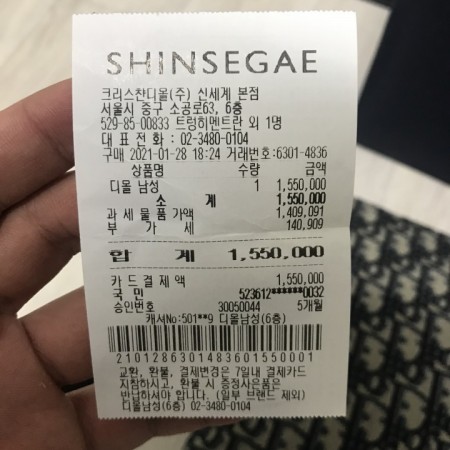 SHINSEGAE
크리스챤디올(주) 신세계 본점
서울시 중구 소공로63, 6층
529-85-00833 트렁히멘트란 외 1명
대 표 전 화 : 02-3480-0104
구매 2021-01-28 18:24 거래번호:6301-4836
상품명 수량 금액
디올 남성 1 1,550,000
소 계 1,550,000
과 세 물 품 가액 1,409,091
부 가 세 140,909
합 계 1,550,000
카 드 결 제 액 1,550,000
국 민 523612******0032
승인번호 30050044 5개월
캐셔No:501**9 디올남성(6층)
2101286301483601550001
교환, 환불, 결제변경은 7일내 결제카드
지참하시고, 환불 시 증정사은품은
반납하셔야 합니다. (일부 브랜드 제외)
디올남성(6층) 02-3480-0104